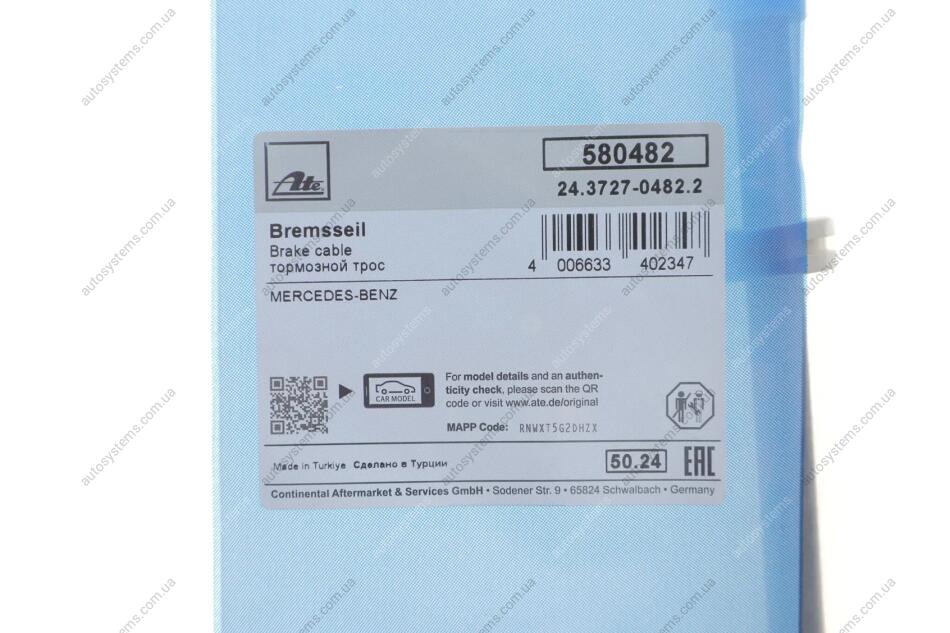 Ate
580482
24.3727-0482.2
Bremsseil
Brake cable
тормозной трос
4 006633 402347
MERCEDES-BENZ
CAR MODEL
For model details and an authen-
ticity check, please scan the QR
code or visit www.ate.de/original
MAPP Code: RNWXT5G2DHZX
Made in Turkiye Сделано в Турции
50.24
EAC
Continental Aftermarket & Services GmbH • Sodener Str. 9 • 65824 Schwalbach • Germany
autosystems.com.ua